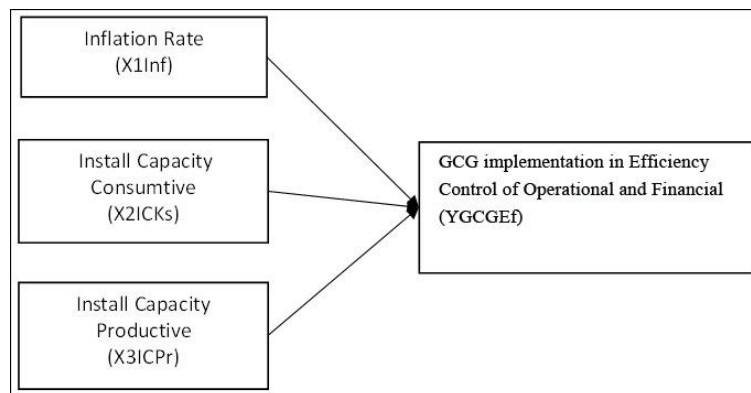 Inflation Rate
(X1Inf)
Install Capacity
Consumtive
(X2ICKs)
Install Capacity
Productive
(X3ICPr)
GCG implementation in Efficiency
Control of Operational and Financial
(YGCGEf)